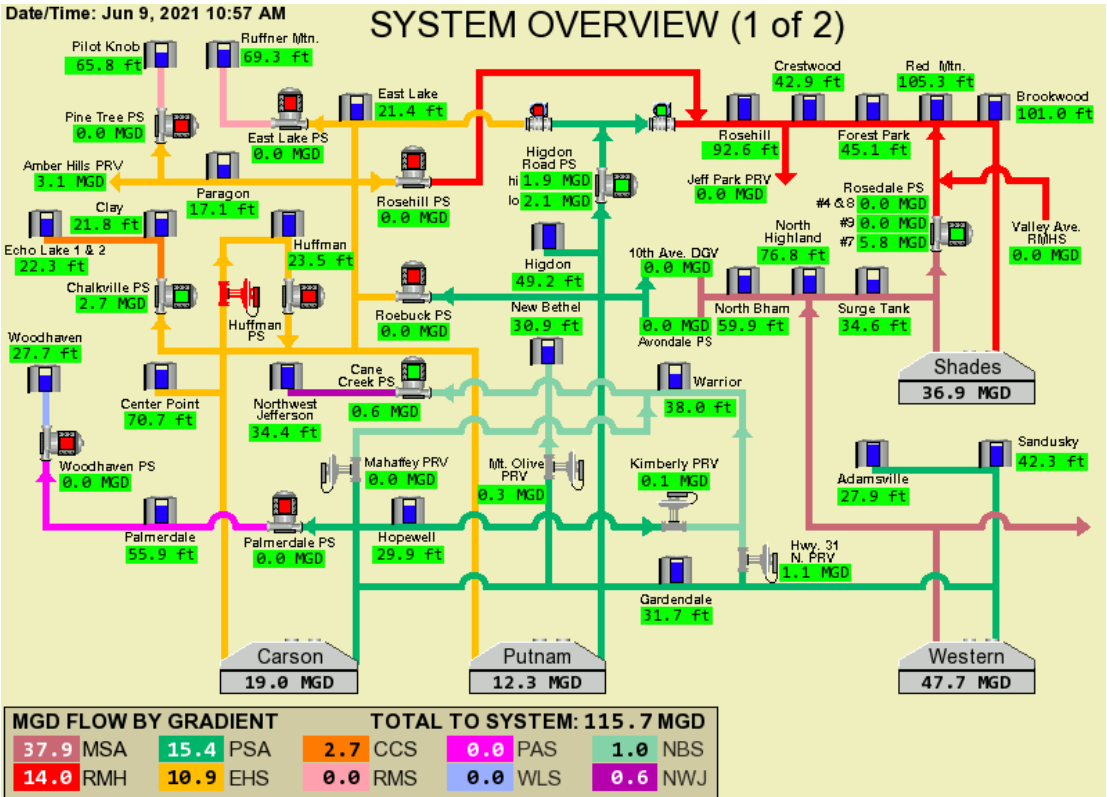 Date/Time: Jun 9, 2021 10:57 AM
SYSTEM OVERVIEW (1 of 2)
Pilot Knob
65.8 ft
Ruffner Mtn.
69.3 ft
Pine Tree PS
0.0 MGD
East Lake PS
0.0 MGD
East Lake
21.4 ft
Crestwood
42.9 ft
Red Mtn.
105.3 ft
Brookwood
101.0 ft
Rosehill
92.6 ft
Forest Park
45.1 ft
Amber Hills PRV
3.1 MGD
Paragon
17.1 ft
Rosehill PS
0.0 MGD
Higdon
Road PS
hi 1.9 MGD
lo 2.1 MGD
Jeff Park PRV
0.0 MGD
Rosedale PS
#4 & 8 0.0 MGD
#9 0.0 MGD
#7 5.8 MGD
Valley Ave.
RMHS
0.0 MGD
Clay
21.8 ft
Echo Lake 1 & 2
22.3 ft
Chalkville PS
2.7 MGD
Huffman
23.5 ft
Huffman
PS
Roebuck PS
0.0 MGD
Higdon
49.2 ft
New Bethel
30.9 ft
10th Ave. DGV
0.0 MGD
0.0 MGD
Avondale PS
North
Highland
76.8 ft
North Bham
59.9 ft
Surge Tank
34.6 ft
Shades
36.9 MGD
Woodhaven
27.7 ft
Center Point
70.7 ft
Northwest
Jefferson
34.4 ft
Cane
Creek PS
0.6 MGD
Warrior
38.0 ft
Woodhaven PS
0.0 MGD
Mahaffey PRV
0.0 MGD
Mt. Olive
PRV
0.3 MGD
Kimberly PRV
0.1 MGD
Adamsville
27.9 ft
Sandusky
42.3 ft
Palmerdale
55.9 ft
Palmerdale PS
0.0 MGD
Hopewell
29.9 ft
Hwy. 31
N. PRV
1.1 MGD
Gardendale
31.7 ft
Carson
19.0 MGD
Putnam
12.3 MGD
Western
47.7 MGD
MGD FLOW BY GRADIENT TOTAL TO SYSTEM: 115.7 MGD
37.9 MSA 15.4 PSA 2.7 CCS 0.0 PAS 1.0 NBS
14.0 RMH 10.9 EHS 0.0 RMS 0.0 WLS 0.6 NWJ